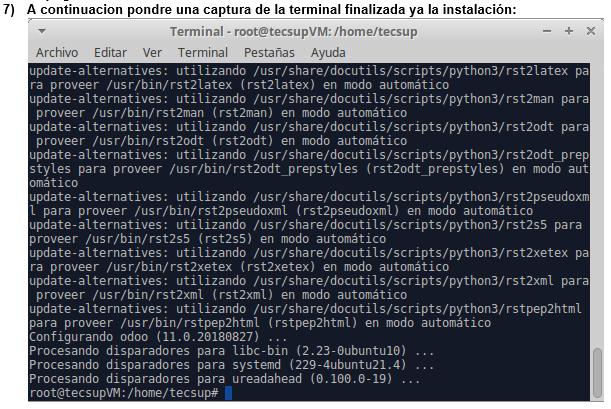 7) A continuacion pondre una captura de la terminal finalizada ya la instalación:
Terminal - root@tecsupVM: /home/tecsup
Archivo Editar Ver Terminal Pestañas Ayuda
update-alternatives: utilizando /usr/share/docutils/scripts/python3/rst2latex pa
ra proveer /usr/bin/rst2latex (rst2latex) en modo automático
update-alternatives: utilizando /usr/share/docutils/scripts/python3/rst2man para
 proveer /usr/bin/rst2man (rst2man) en modo automático
update-alternatives: utilizando /usr/share/docutils/scripts/python3/rst2odt para
 proveer /usr/bin/rst2odt (rst2odt) en modo automático
update-alternatives: utilizando /usr/share/docutils/scripts/python3/rst2odt_prep
styles para proveer /usr/bin/rst2odt_prepstyles (rst2odt_prepstyles) en modo aut
omático
update-alternatives: utilizando /usr/share/docutils/scripts/python3/rst2pseudoxm
l para proveer /usr/bin/rst2pseudoxml (rst2pseudoxml) en modo automático
update-alternatives: utilizando /usr/share/docutils/scripts/python3/rst2s5 para
proveer /usr/bin/rst2s5 (rst2s5) en modo automático
update-alternatives: utilizando /usr/share/docutils/scripts/python3/rst2xetex pa
ra proveer /usr/bin/rst2xetex (rst2xetex) en modo automático
update-alternatives: utilizando /usr/share/docutils/scripts/python3/rst2xml para
 proveer /usr/bin/rst2xml (rst2xml) en modo automático
update-alternatives: utilizando /usr/share/docutils/scripts/python3/rstpep2html
para proveer /usr/bin/rstpep2html (rstpep2html) en modo automático
Configurando odoo (11.0.20180827) ...
Procesando disparadores para libc-bin (2.23-0ubuntu10) ...
Procesando disparadores para systemd (229-4ubuntu21.4) ...
Procesando disparadores para ureadahead (0.100.0-19) ...
root@tecsupVM:/home/tecsup#